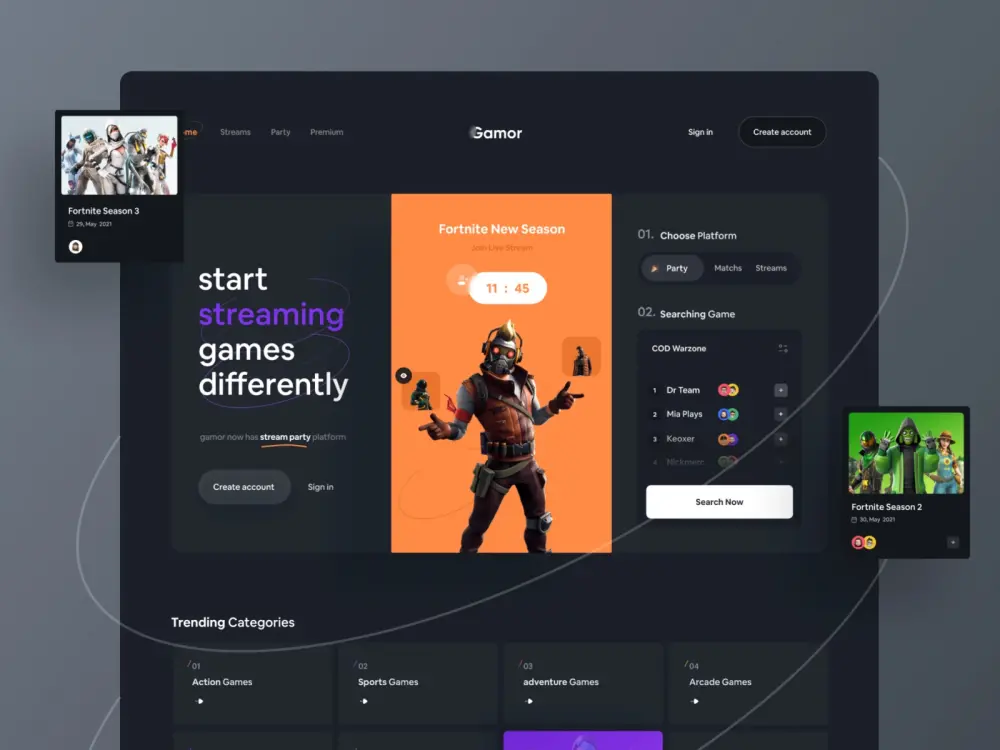 ome
Streams
Party
Premium
Gamor
Sign in
Create account
Fortnite Season 3
29, May 2021
start
streaming
games
differently
gamor now has stream party platform
Create account
Sign in
Fortnite New Season
Join Live Stream
11 : 45
01. Choose Platform
Party
Matchs
Streams
02. Searching Game
COD Warzone
1 Dr Team +
2 Mia Plays +
3 Keoxer +
4
Search Now
Fortnite Season 2
30, May 2021
+
Trending Categories
/01
Action Games
/02
Sports Games
/03
adventure Games
/04
Arcade Games